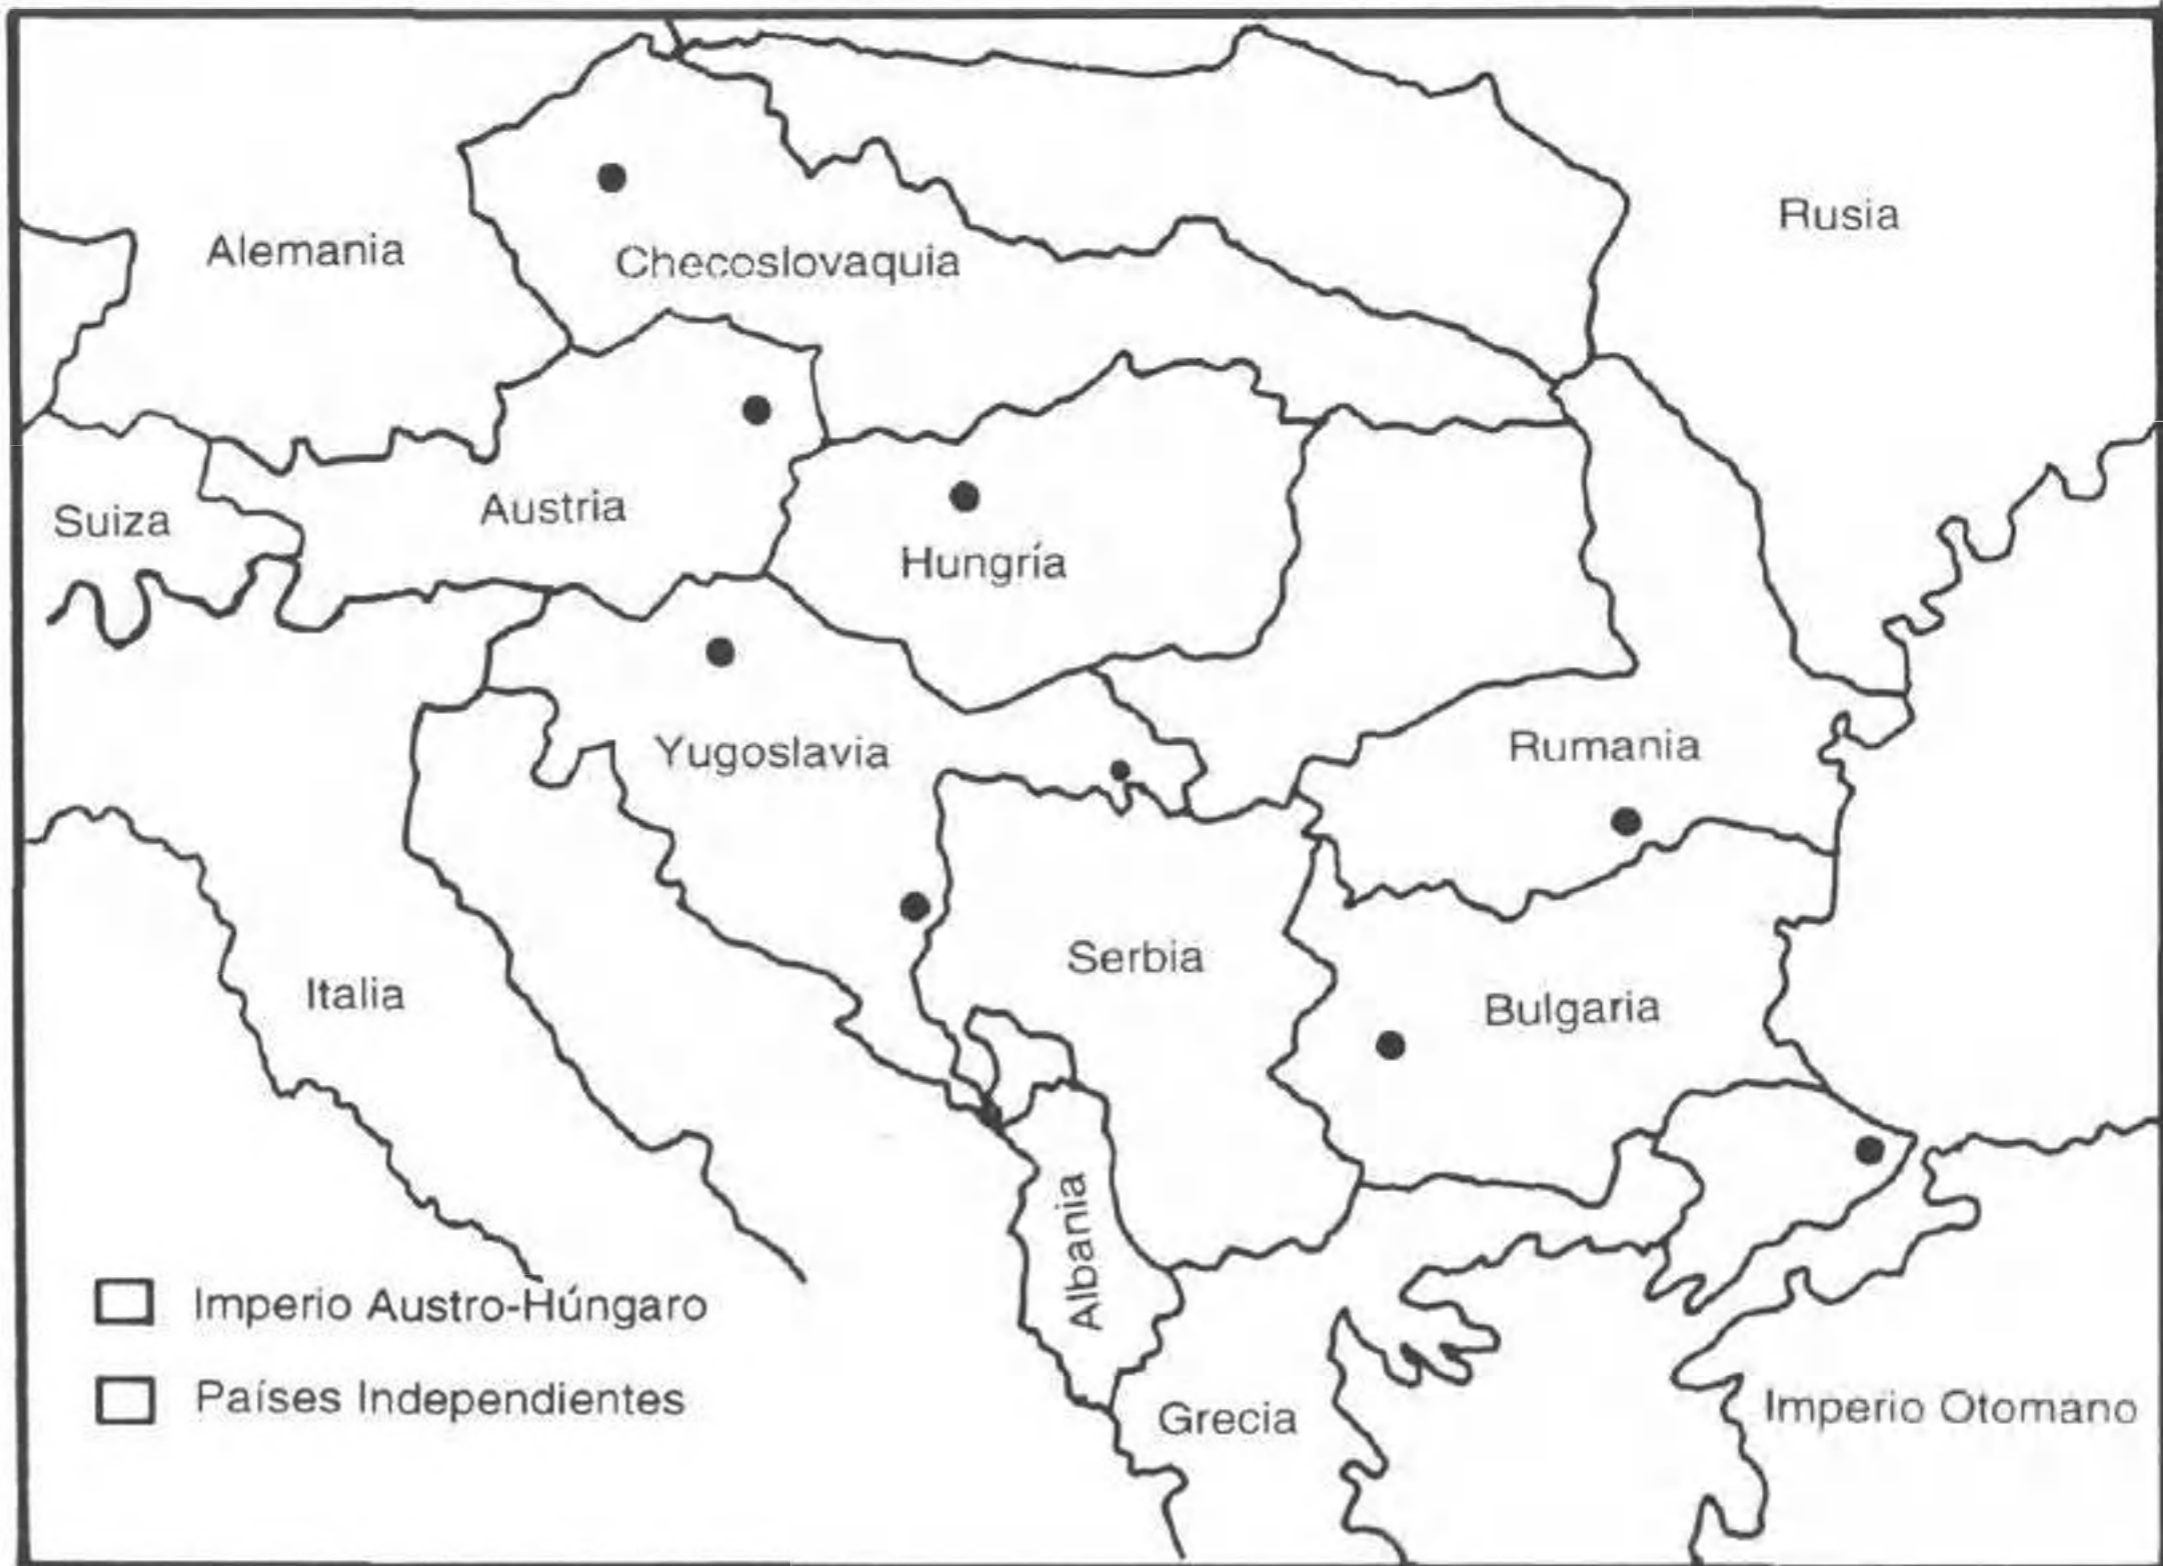 Rusia
Alemania
Checoslovaquia
Suiza
Austria
Hungría
Yugoslavia
Rumania
Serbia
Italia
Bulgaria
Albania
Imperio Austro-Húngaro
Países Independientes
Grecia
Imperio Otomano